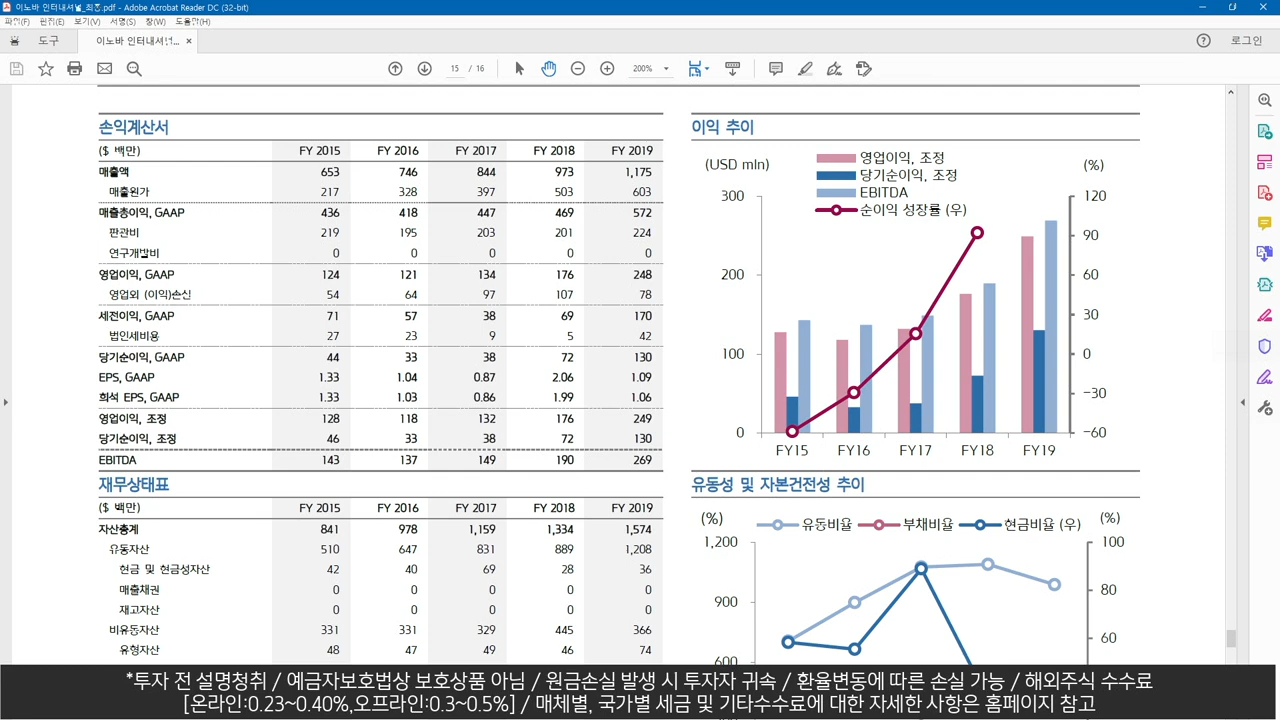 이노바 인터내셔널_최종.pdf - Adobe Acrobat Reader DC (32-bit)
파일(F) 편집(E) 보기(V) 서명(S) 창(W) 도움말(H)
도구 이노바 인터내셔널... × 로그인
15 / 16 200%
손익계산서
($ 백만) FY 2015 FY 2016 FY 2017 FY 2018 FY 2019
매출액 653 746 844 973 1,175
매출원가 217 328 397 503 603
매출총이익, GAAP 436 418 447 469 572
판관비 219 195 203 201 224
연구개발비 0 0 0 0 0
영업이익, GAAP 124 121 134 176 248
영업외 (이익)손신 54 64 97 107 78
세전이익, GAAP 71 57 38 69 170
법인세비용 27 23 9 5 42
당기순이익, GAAP 44 33 38 72 130
EPS, GAAP 1.33 1.04 0.87 2.06 1.09
희석 EPS, GAAP 1.33 1.03 0.86 1.99 1.06
영업이익, 조정 128 118 132 176 249
당기순이익, 조정 46 33 38 72 130
EBITDA 143 137 149 190 269
재무상태표
($ 백만) FY 2015 FY 2016 FY 2017 FY 2018 FY 2019
자산총계 841 978 1,159 1,334 1,574
유동자산 510 647 831 889 1,208
현금 및 현금성자산 42 40 69 28 36
매출채권 0 0 0 0 0
재고자산 0 0 0 0 0
비유동자산 331 331 329 445 366
유형자산 48 47 49 46 74
이익 추이
(USD mln) (%)
영업이익, 조정
당기순이익, 조정
EBITDA
순이익 성장률 (우)
300 120
90
200 60
30
100 0
-30
0 -60
FY15 FY16 FY17 FY18 FY19
유동성 및 자본건전성 추이
(%) 유동비율 부채비율 현금비율 (우) (%)
1,200 100
80
900
60
600
*투자 전 설명청취 / 예금자보호법상 보호상품 아님 / 원금손실 발생 시 투자자 귀속 / 환율변동에 따른 손실 가능 / 해외주식 수수료
[온라인:0.23~0.40%,오프라인:0.3~0.5%] / 매체별, 국가별 세금 및 기타수수료에 대한 자세한 사항은 홈페이지 참고